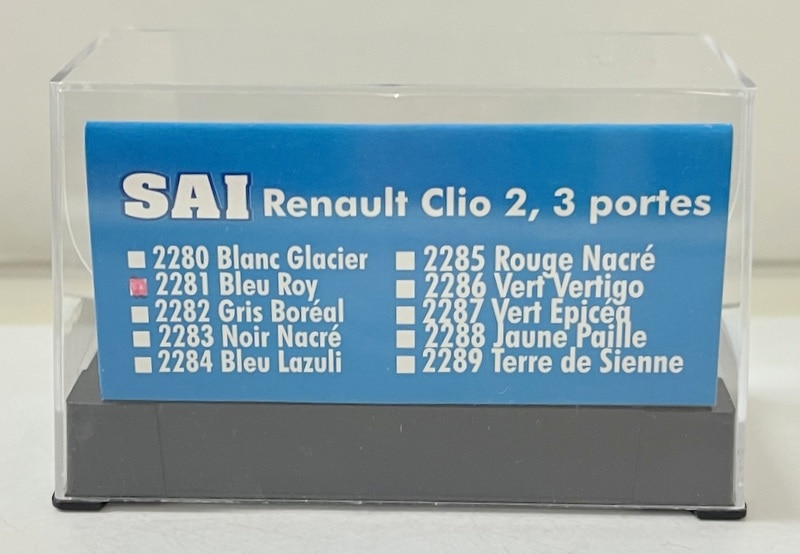 SAI Renault Clio 2, 3 portes
2280 Blanc Glacier
2281 Bleu Roy
2282 Gris Boréal
2283 Noir Nacré
2284 Bleu Lazuli
2285 Rouge Nacré
2286 Vert Vertigo
2287 Vert Epicéa
2288 Jaune Paille
2289 Terre de Sienne